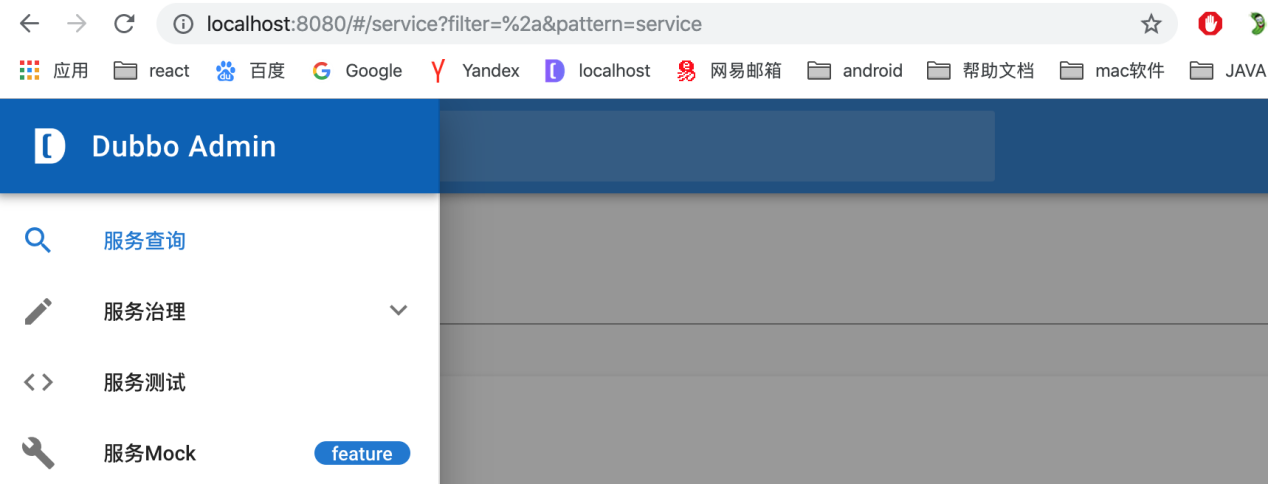 localhost:8080/#/service?filter=%2a&pattern=service
应用 react 百度 Google Yandex localhost 网易邮箱 android 帮助文档 mac软件 JAVA
Dubbo Admin
服务查询
服务治理
服务测试
服务Mock feature